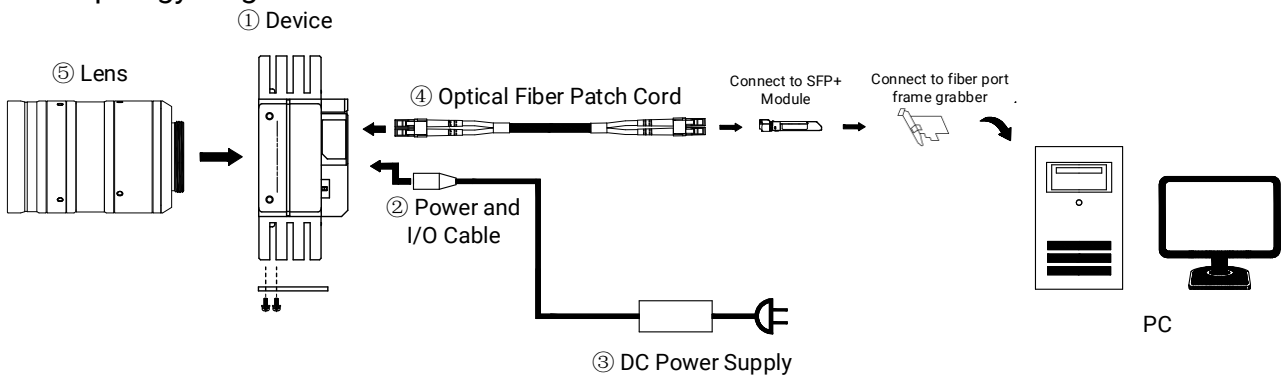 ① Device
⑤ Lens
④ Optical Fiber Patch Cord
Connect to SFP+
Module
Connect to fiber port
frame grabber
② Power and
I/O Cable
③ DC Power Supply
PC